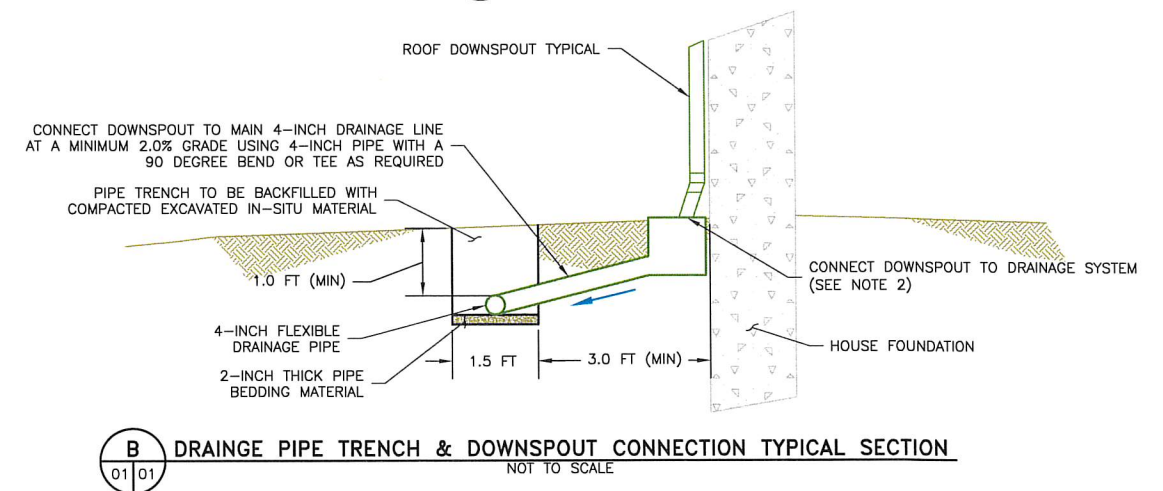 ROOF DOWNSPOUT TYPICAL
CONNECT DOWNSPOUT TO MAIN 4-INCH DRAINAGE LINE
AT A MINIMUM 2.0% GRADE USING 4-INCH PIPE WITH A
90 DEGREE BEND OR TEE AS REQUIRED
PIPE TRENCH TO BE BACKFILLED WITH
COMPACTED EXCAVATED IN-SITU MATERIAL
1.0 FT (MIN)
CONNECT DOWNSPOUT TO DRAINAGE SYSTEM
(SEE NOTE 2)
4-INCH FLEXIBLE
DRAINAGE PIPE
HOUSE FOUNDATION
1.5 FT
3.0 FT (MIN)
2-INCH THICK PIPE
BEDDING MATERIAL
B
01 01
DRAINGE PIPE TRENCH & DOWNSPOUT CONNECTION TYPICAL SECTION
NOT TO SCALE